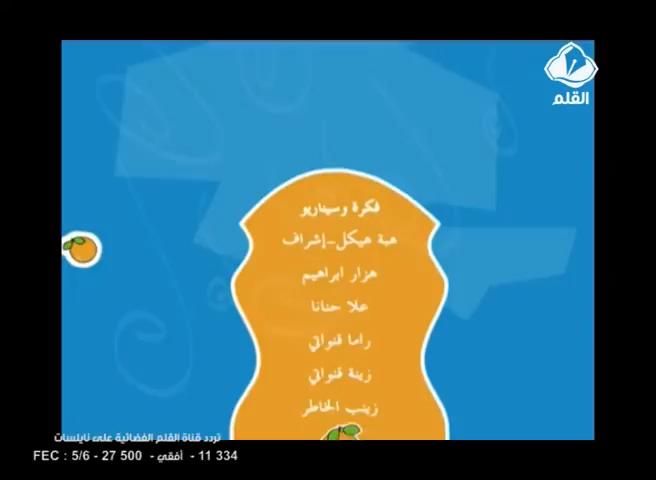 القلم
فكرة وسيناريو
هبة هيكل-إشراف
هزار ابراهيم
علا حنانا
راما قنواتي
زينة قنواتي
زينب الخاطر
تردد قناة القلم الفضائية على نايلسات
FEC : 5/6 - 27 500 - أفقي - 11 334